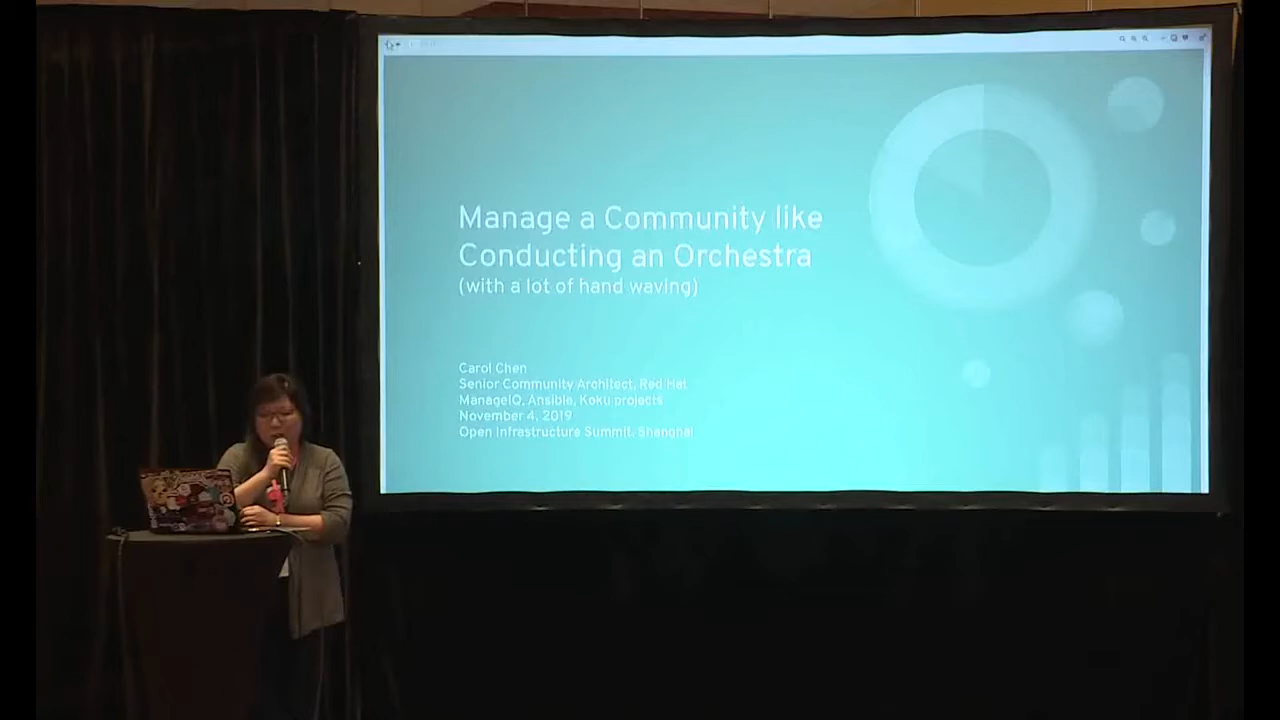 Manage a Community like
Conducting an Orchestra
(with a lot of hand waving)
Carol Chen
Senior Community Architect, Red Hat
ManageIQ, Ansible, Koku projects
November 4, 2019
Open Infrastructure Summit, Shanghai